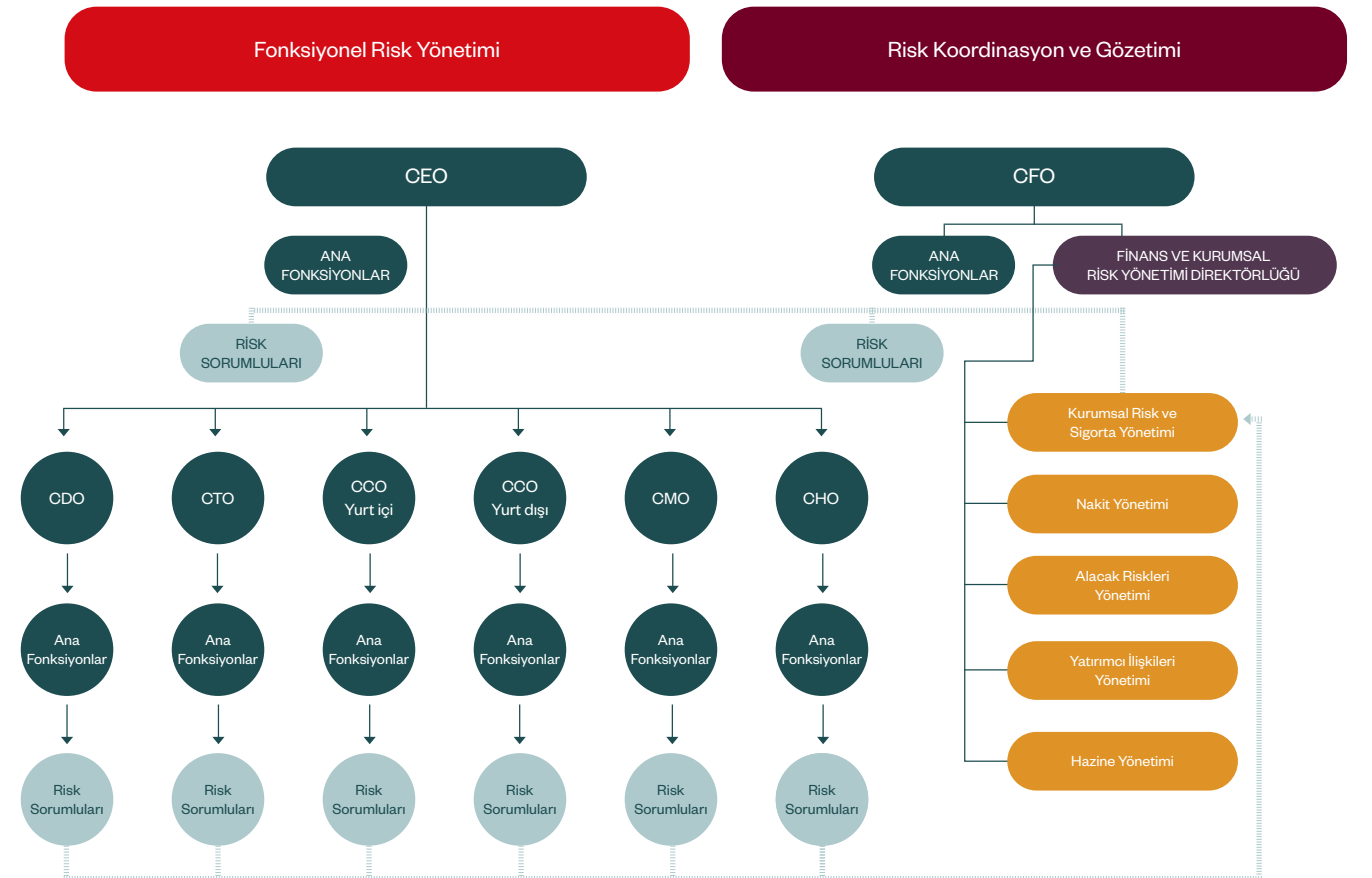 Fonksiyonel Risk Yönetimi
Risk Koordinasyon ve Gözetimi
CEO
CFO
ANA
FONKSİYONLAR
ANA
FONKSİYONLAR
FİNANS VE KURUMSAL
RİSK YÖNETİMİ DİREKTÖRLÜĞÜ
RİSK
SORUMLULARI
RİSK
SORUMLULARI
CDO
CTO
CCO
Yurt içi
CCO
Yurt dışı
CMO
CHO
Ana
Fonksiyonlar
Ana
Fonksiyonlar
Ana
Fonksiyonlar
Ana
Fonksiyonlar
Ana
Fonksiyonlar
Ana
Fonksiyonlar
Risk
Sorumluları
Risk
Sorumluları
Risk
Sorumluları
Risk
Sorumluları
Risk
Sorumluları
Risk
Sorumluları
Kurumsal Risk ve
Sigorta Yönetimi
Nakit Yönetimi
Alacak Riskleri
Yönetimi
Yatırımcı İlişkileri
Yönetimi
Hazine Yönetimi